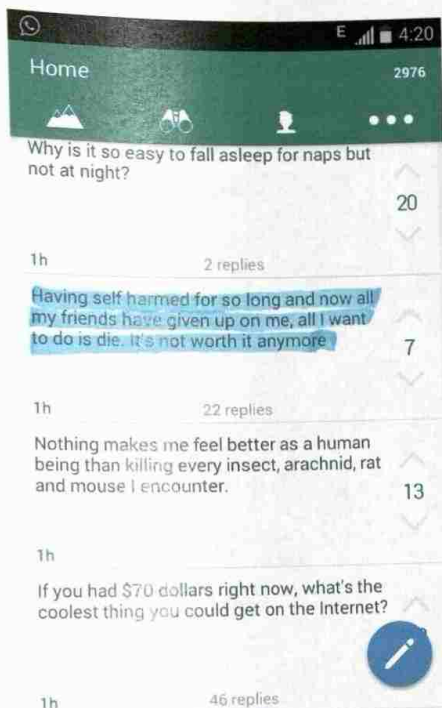 E 4:20
Home 2976
Why is it so easy to fall asleep for naps but
not at night?
20
1h 2 replies
Having self harmed for so long and now all
my friends have given up on me, all I want
to do is die. It's not worth it anymore
7
1h 22 replies
Nothing makes me feel better as a human
being than killing every insect, arachnid, rat
and mouse I encounter.
13
1h
If you had $70 dollars right now, what's the
coolest thing you could get on the Internet?
1h 46 replies